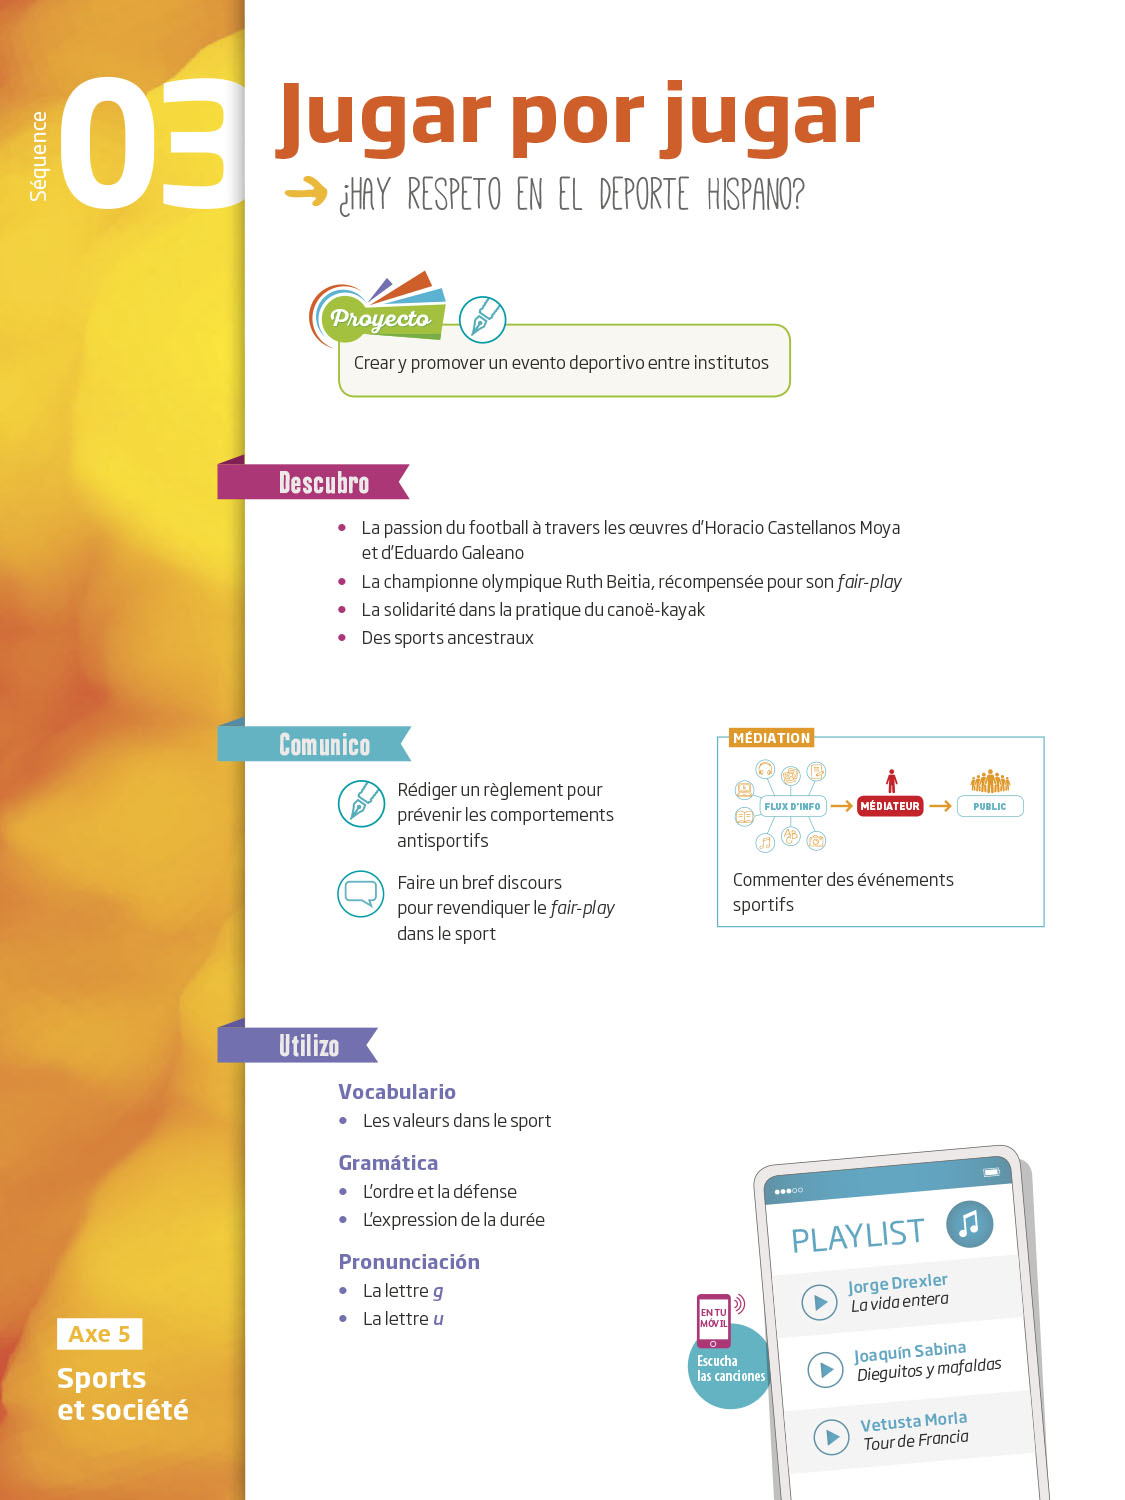 Séquence
03
Jugar por jugar
¿HAY RESPETO EN EL DEPORTE HISPANO?
Proyecto
Crear y promover un evento deportivo entre institutos
Descubro
• La passion du football à travers les œuvres d'Horacio Castellanos Moya
et d'Eduardo Galeano
• La championne olympique Ruth Beitia, récompensée pour son fair-play
• La solidarité dans la pratique du canoë-kayak
• Des sports ancestraux
Comunico
Rédiger un règlement pour
prévenir les comportements
antisportifs
Faire un bref discours
pour revendiquer le fair-play
dans le sport
MÉDIATION
FLUX D'INFO
MÉDIATEUR
PUBLIC
Commenter des événements
sportifs
Utilizo
Vocabulario
• Les valeurs dans le sport
Gramática
• L'ordre et la défense
• L'expression de la durée
Pronunciación
• La lettre g
• La lettre u
Axe 5
Sports
et société
EN TU
MÓVIL
Escucha
las canciones
PLAYLIST
Jorge Drexler
La vida entera
Joaquín Sabina
Dieguitos y mafaldas
Vetusta Morla
Tour de Francia